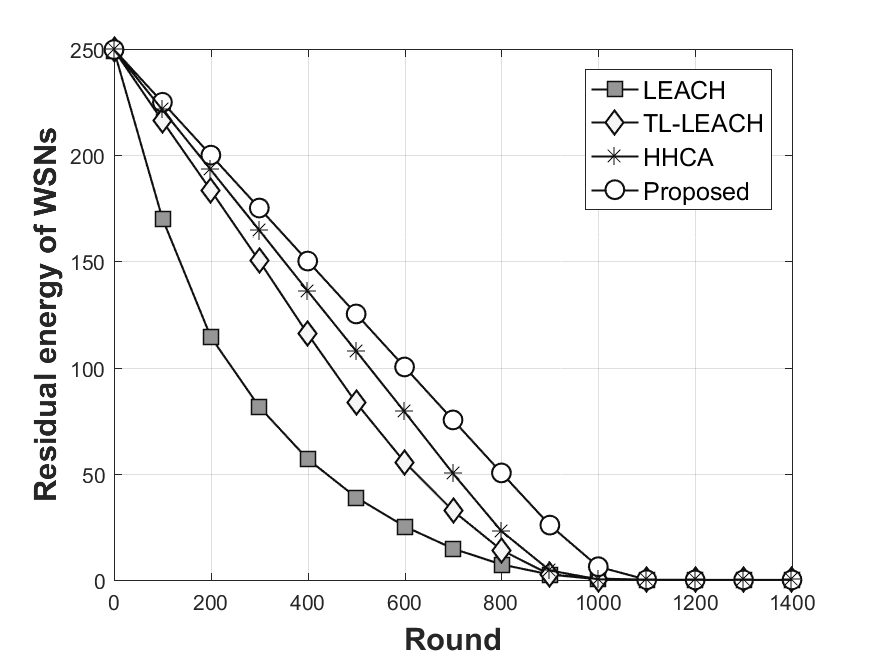 250
200
150
100
50
0
Residual energy of WSNs
LEACH
TL-LEACH
HHCA
Proposed
0 200 400 600 800 1000 1200 1400
Round